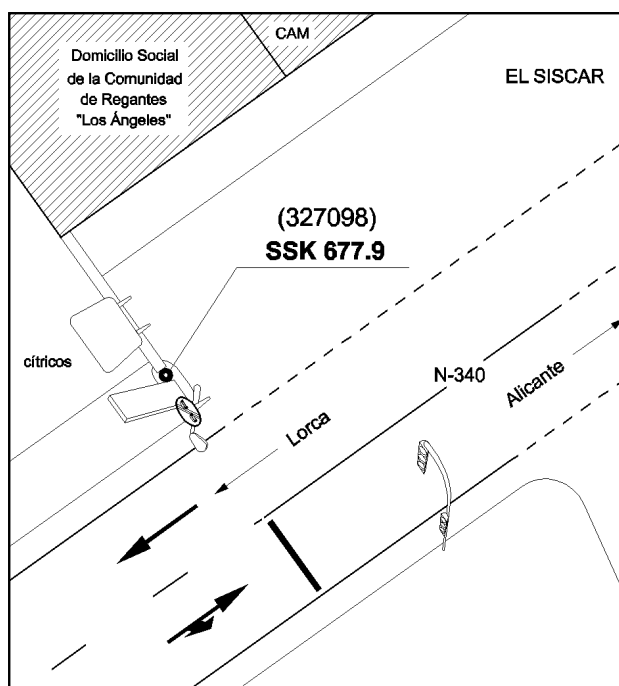 CAM
Domicilio Social
de la Comunidad
de Regantes
"Los Ángeles"
EL SISCAR
(327098)
SSK 677.9
cítricos
N-340
Alicante
Lorca